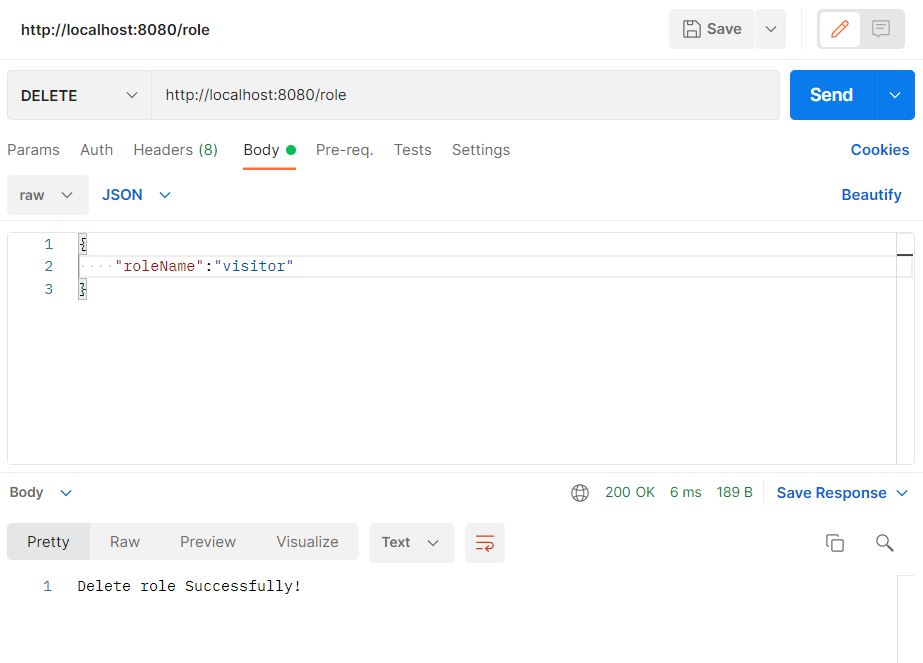 http://localhost:8080/role Save
DELETE http://localhost:8080/role Send
Params Auth Headers (8) Body Pre-req. Tests Settings Cookies
raw JSON Beautify
1 {
2 "roleName":"visitor"
3 }
Body 200 OK 6 ms 189 B Save Response
Pretty Raw Preview Visualize Text
1 Delete role Successfully!